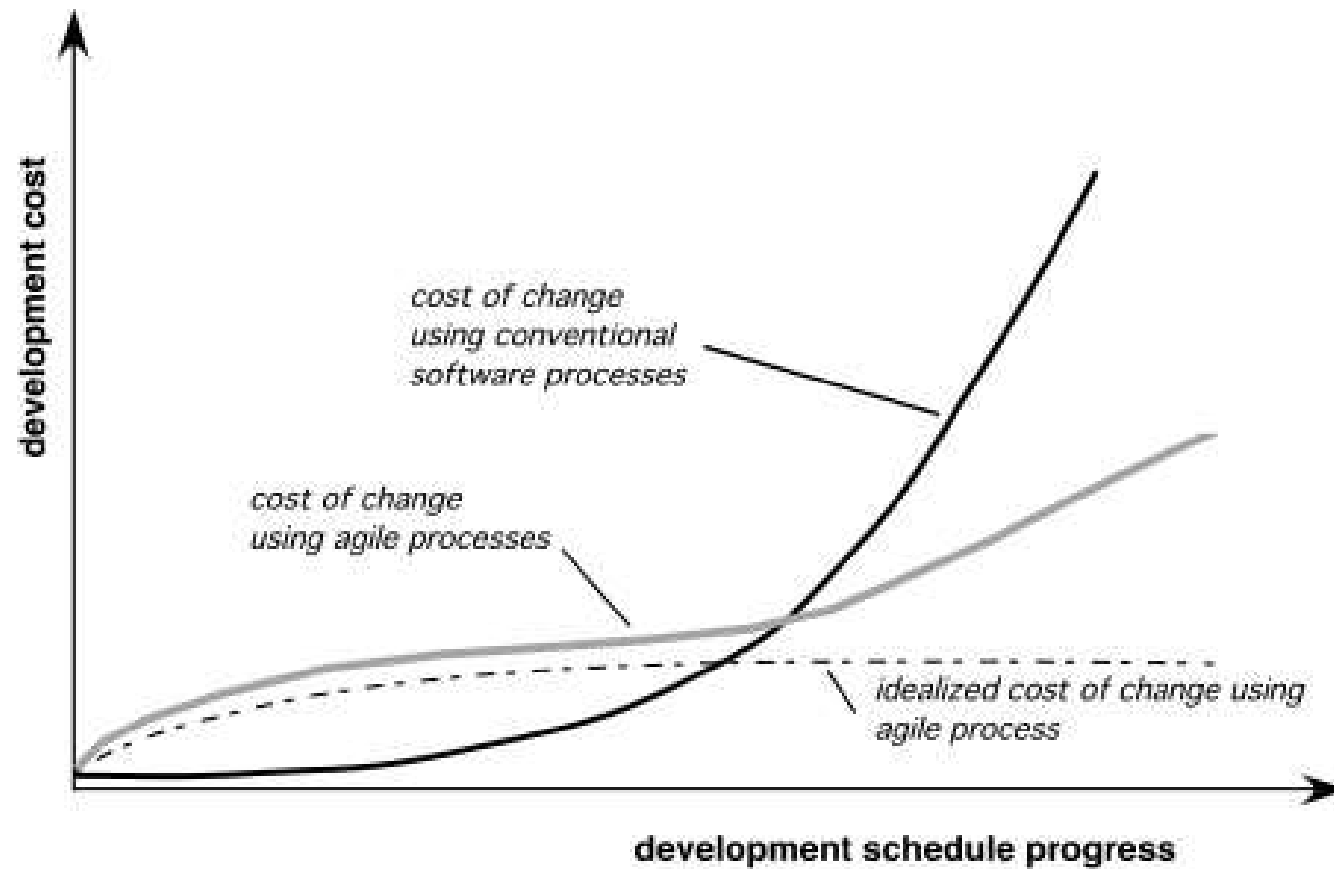 development cost
cost of change
using conventional
software processes
cost of change
using agile processes
idealized cost of change using
agile process
development schedule progress